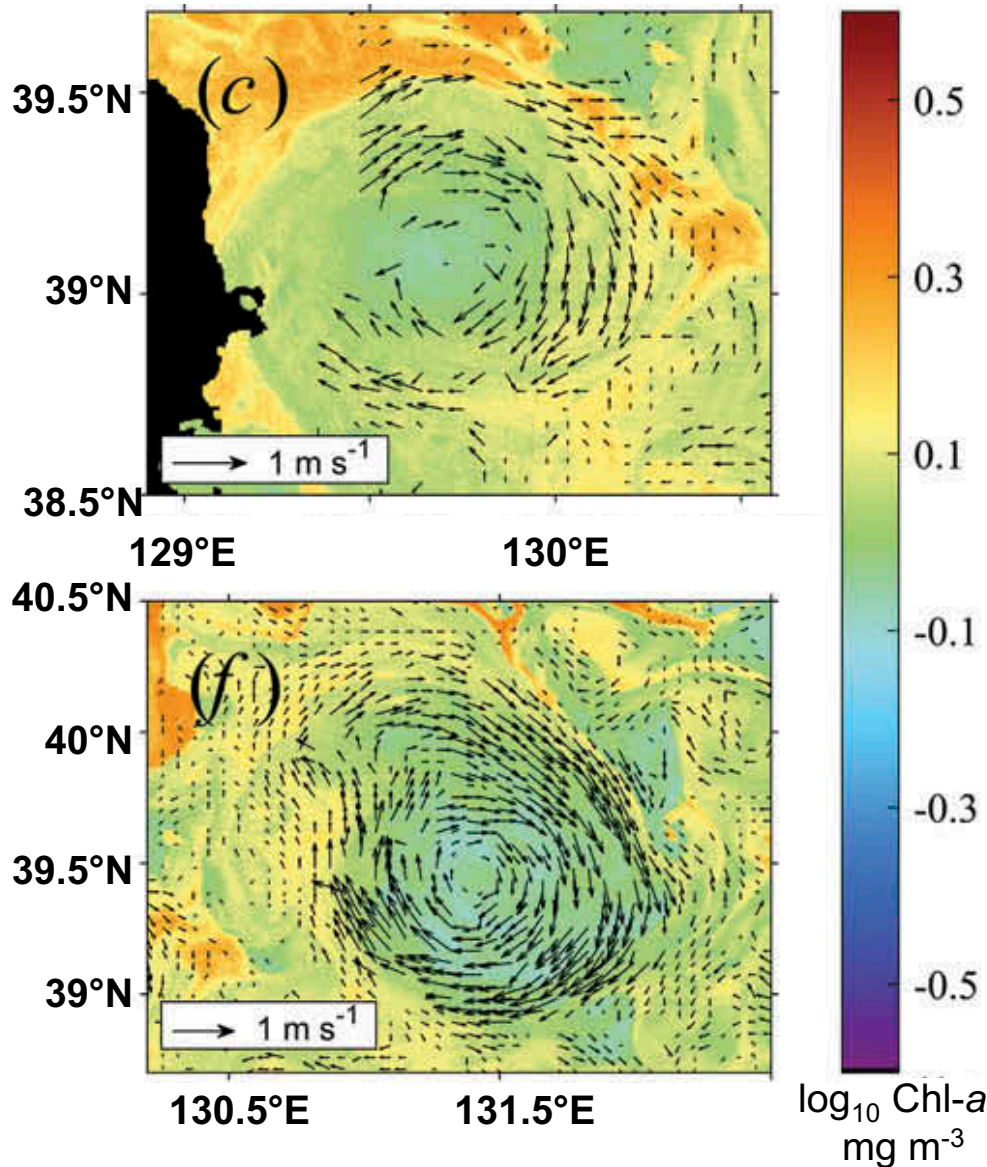 (c)
39.5°N
39°N
38.5°N
1 m s-1
129°E 130°E
40.5°N
(f)
40°N
39.5°N
39°N
1 m s-1
130.5°E 131.5°E
0.5
0.3
0.1
-0.1
-0.3
-0.5
log10 Chl-a
mg m-3